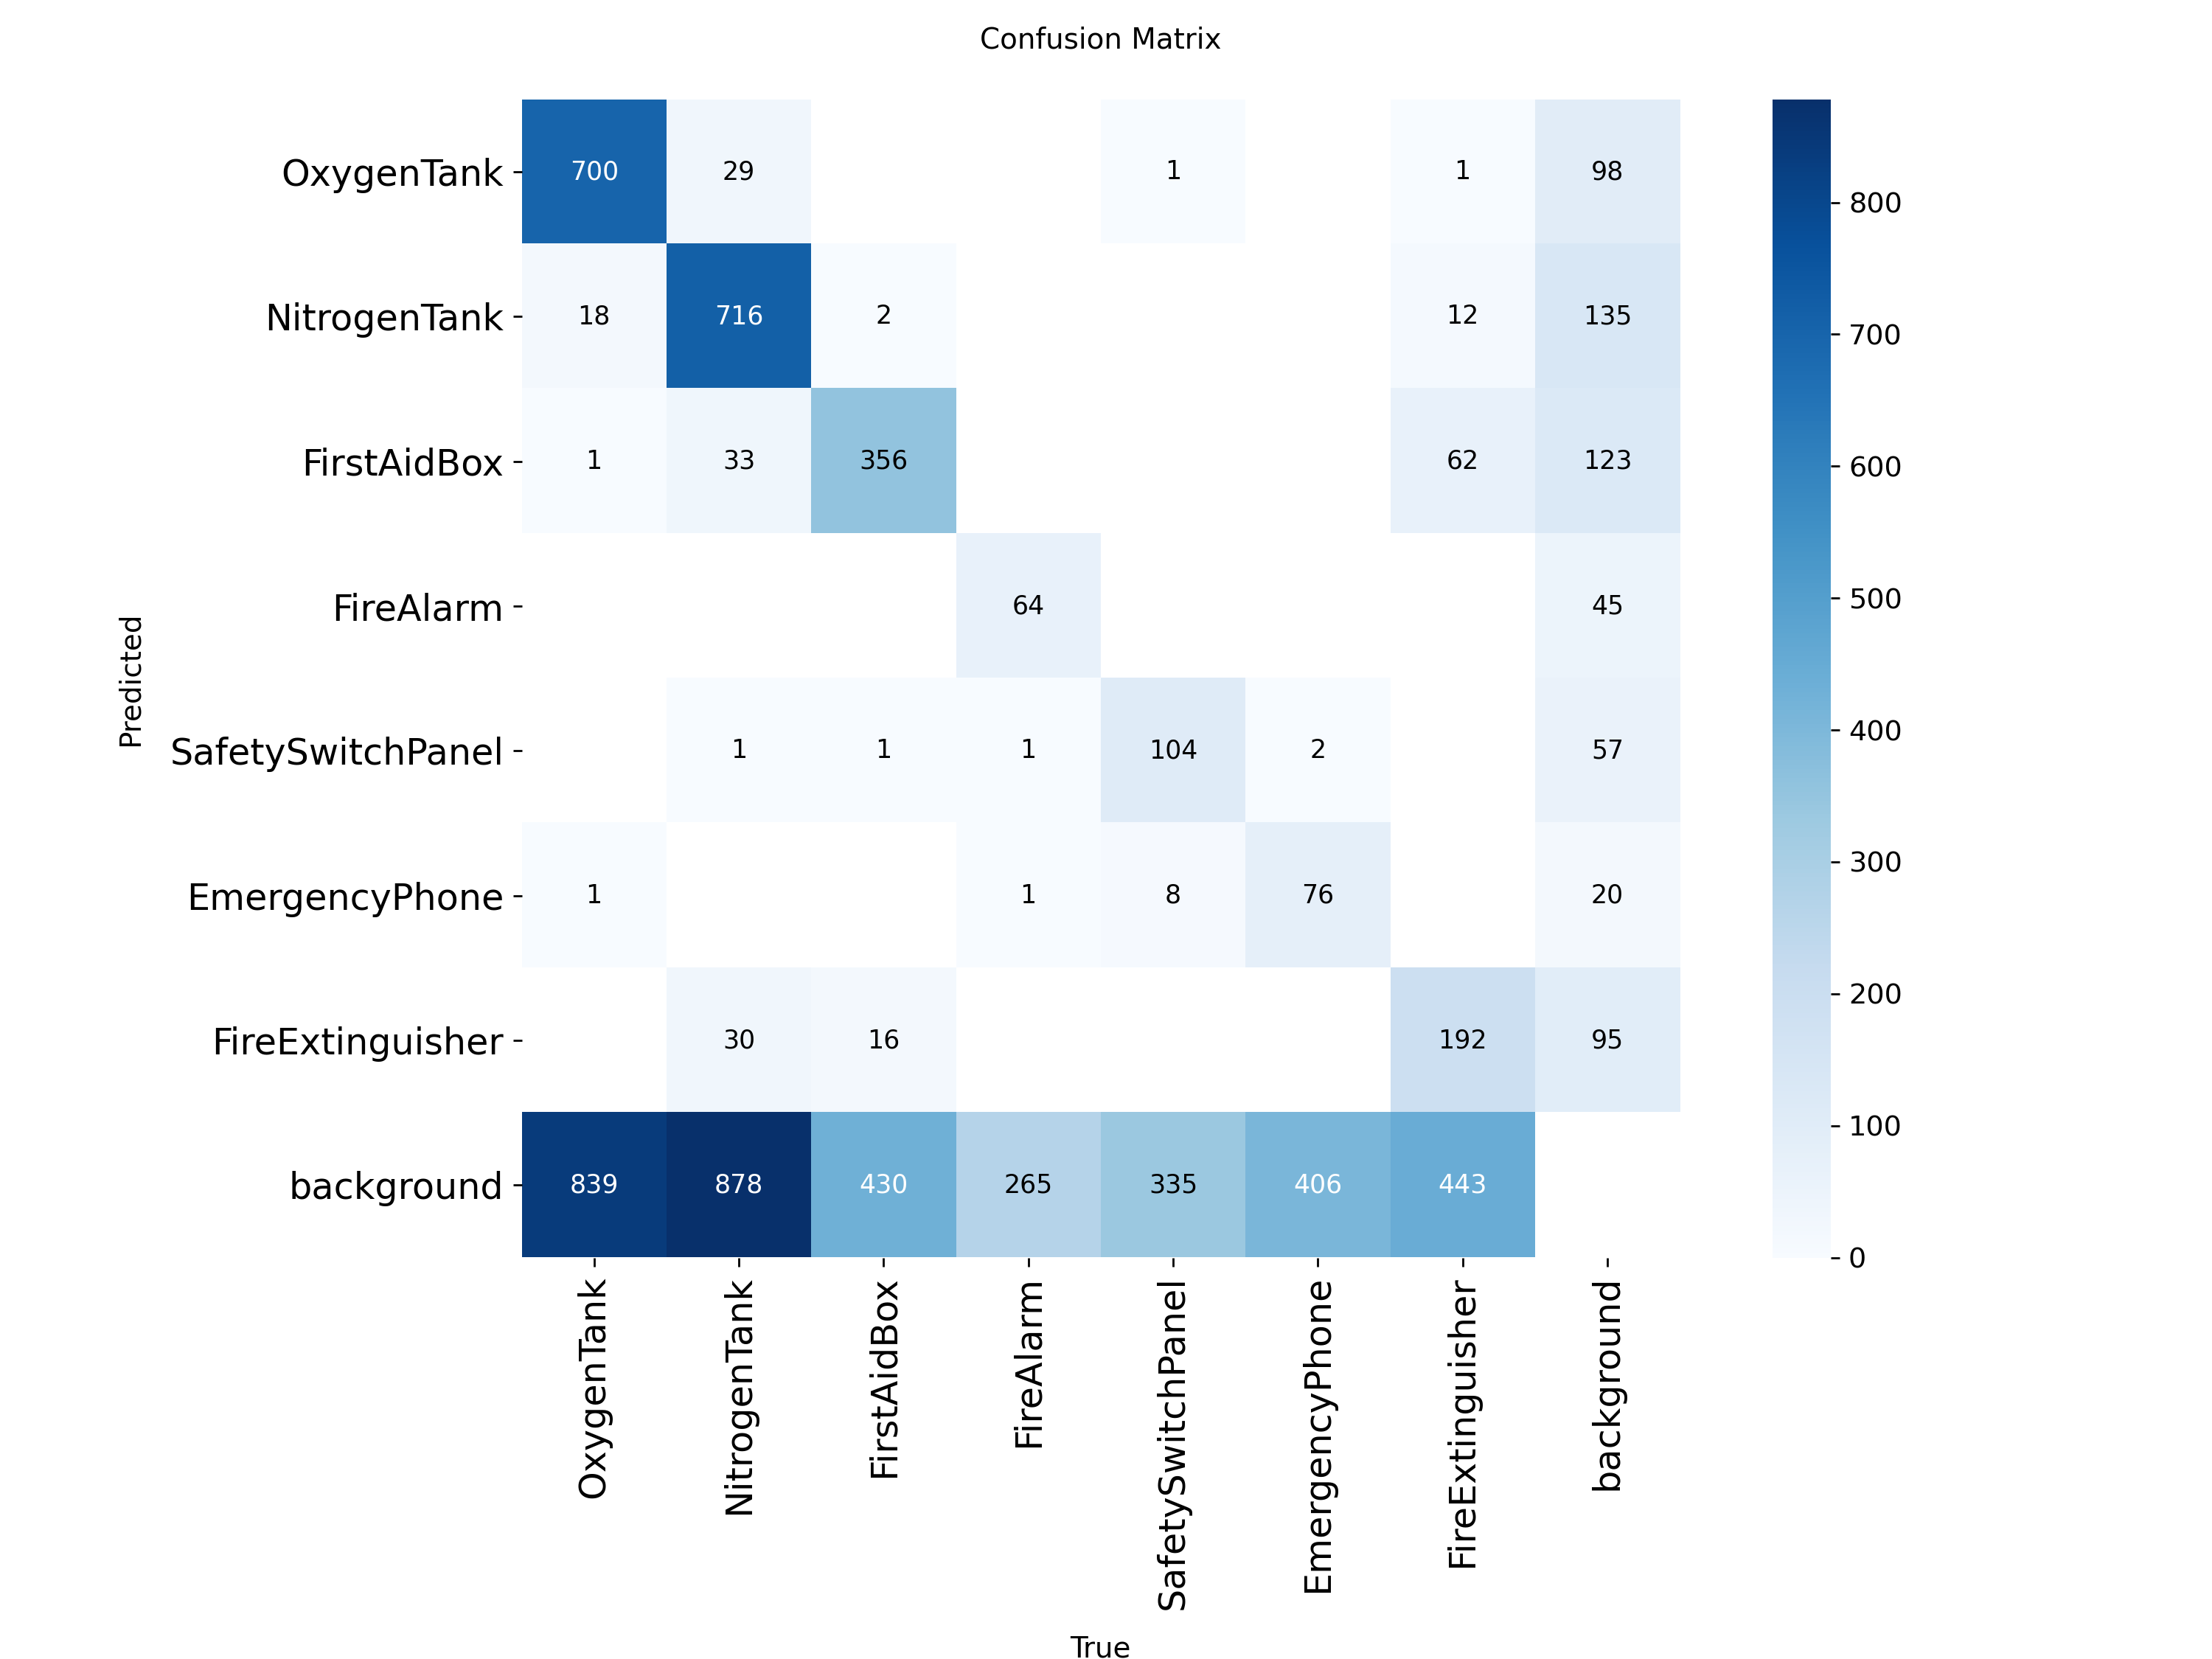 Confusion Matrix
OxygenTank 700 29 1 1 98
NitrogenTank 18 716 2 12 135
FirstAidBox 1 33 356 62 123
FireAlarm 64 45
SafetySwitchPanel 1 1 1 104 2 57
EmergencyPhone 1 1 8 76 20
FireExtinguisher 30 16 192 95
background 839 878 430 265 335 406 443
Predicted
OxygenTank
NitrogenTank
FirstAidBox
FireAlarm
SafetySwitchPanel
EmergencyPhone
FireExtinguisher
background
True
800
700
600
500
400
300
200
100
0